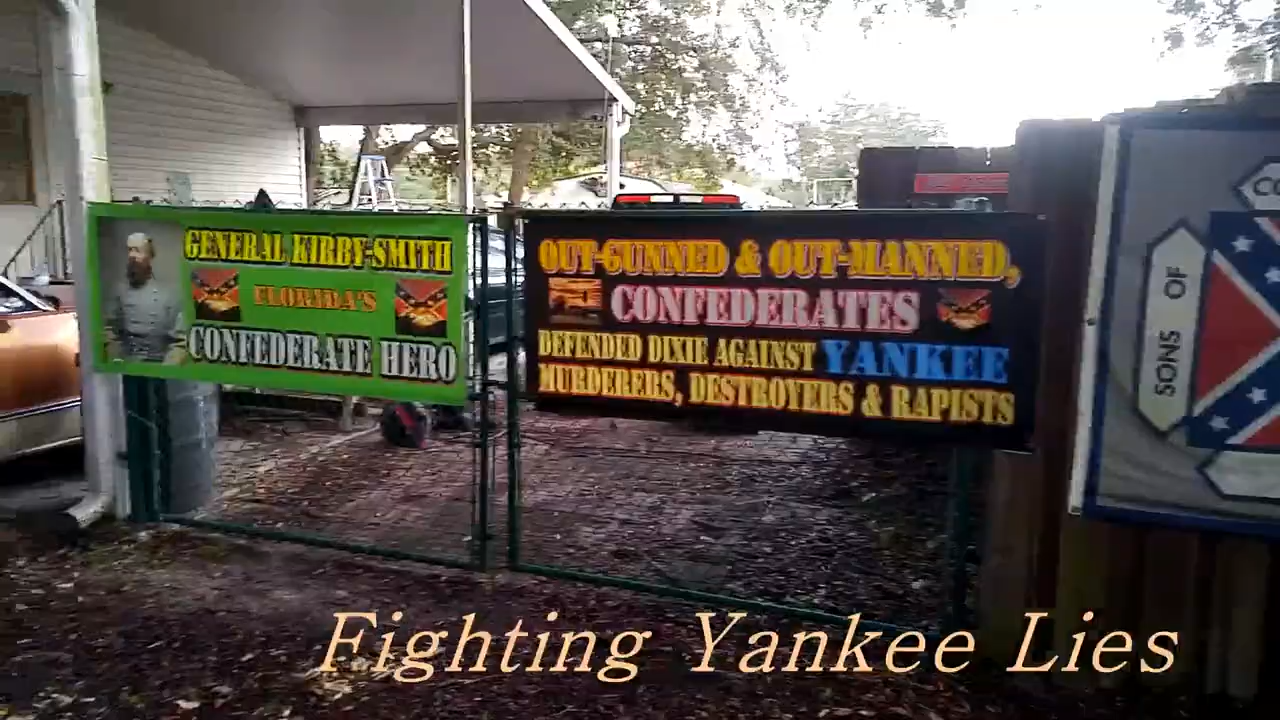 GENERAL KIRBY-SMITH
FLORIDA'S
CONFEDERATE HERO
OUT-GUNNED & OUT-MANNED,
CONFEDERATES
DEFENDED DIXIE AGAINST YANKEE
MURDERERS, DESTROYERS & RAPISTS
SONS OF
CO
Fighting Yankee Lies